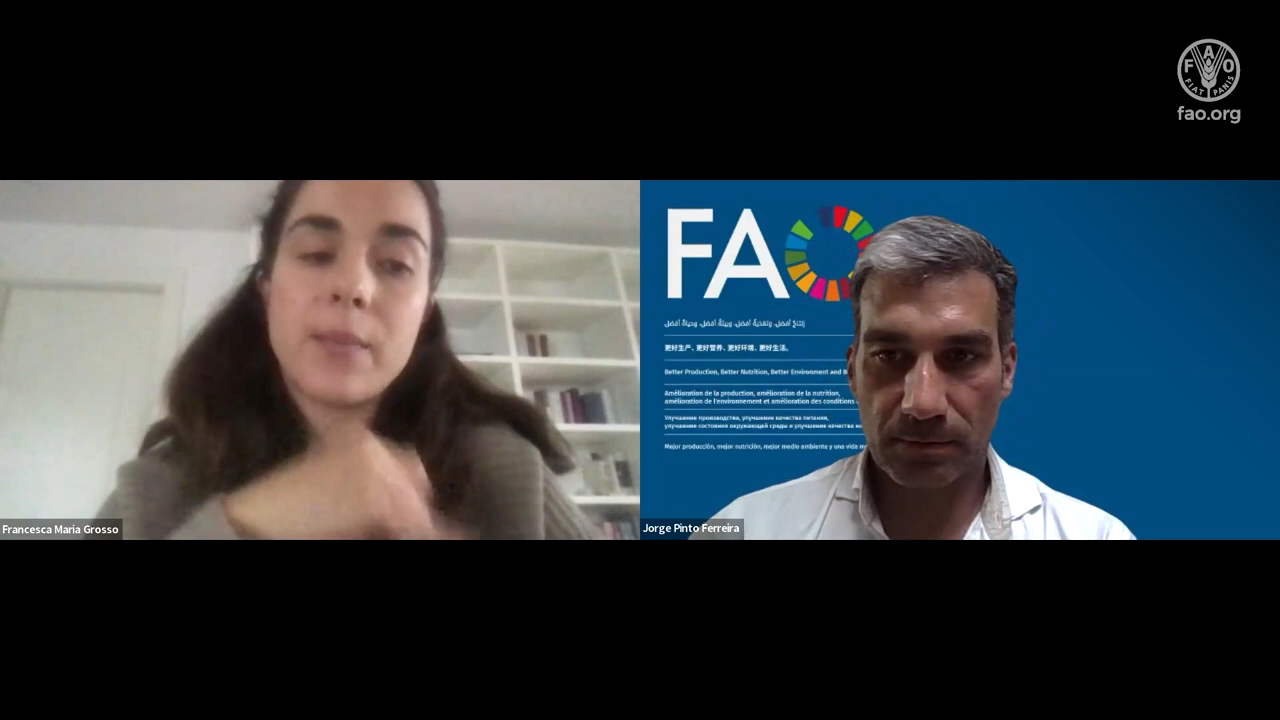 FAO
FIAT PANIS
fao.org
FAO
إنتاج أفضل، وتغذية أفضل، وبيئة أفضل، وحياة أفضل.
更好生产、更好营养、更好环境、更好生活。
Better Production, Better Nutrition, Better Environment and
Amélioration de la production, amélioration de la nutrition,
amélioration de l'environnement et amélioration des conditions
Улучшение производства, улучшение качества питания,
улучшение состояния окружающей среды и улучшение качества
Mejor producción, mejor nutrición, mejor medio ambiente y una vida
Francesca Maria Grosso
Jorge Pinto Ferreira